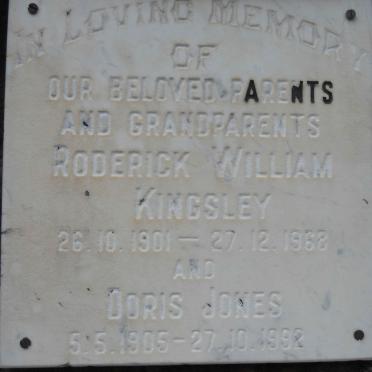 IN LOVING MEMORY
OF
OUR BELOVED PARENTS
AND GRANDPARENTS
RODERICK WILLIAM
KINGSLEY
26.10.1901 — 27.12.1968
AND
DORIS JONES
5.5.1905 — 27.10.1992